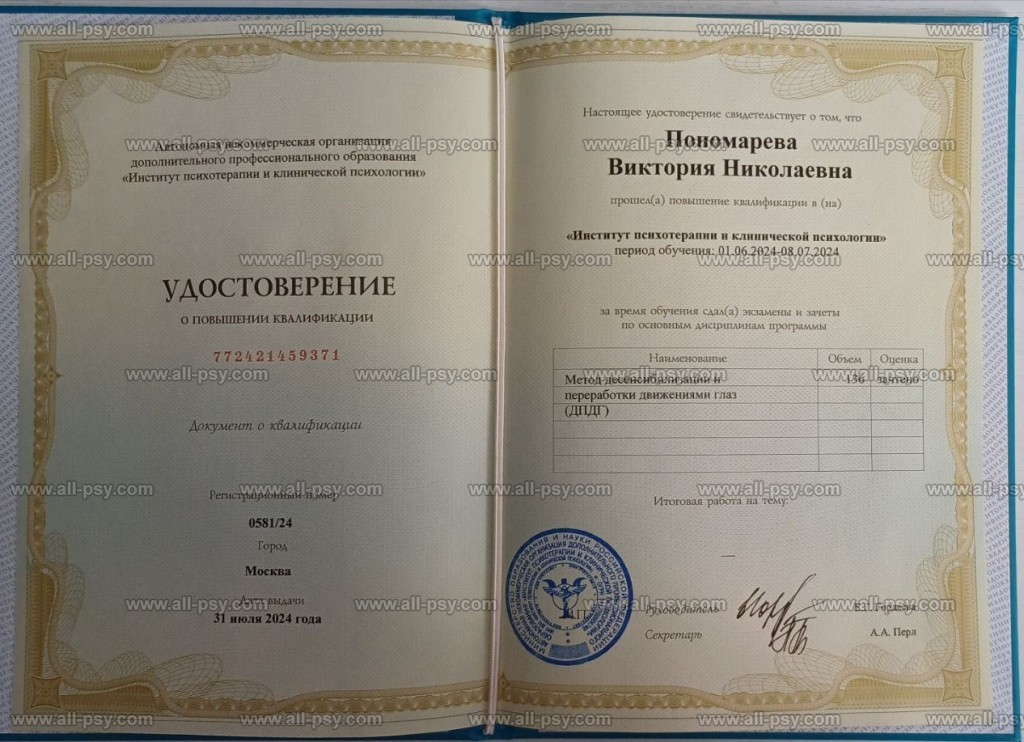 Автономная некоммерческая организация
дополнительного профессионального образования
«Институт психотерапии и клинической психологии»
УДОСТОВЕРЕНИЕ
О ПОВЫШЕНИИ КВАЛИФИКАЦИИ
772421459371
Документ о квалификации
Регистрационный номер
0581/24
Город
Москва
Дата выдачи
31 июля 2024 года
Настоящее удостоверение свидетельствует о том, что
Пономарева
Виктория Николаевна
прошел(а) повышение квалификации в (на)
«Институт психотерапии и клинической психологии»
период обучения: 01.06.2024-08.07.2024
за время обучения сдал(а) экзамены и зачеты
по основным дисциплинам программы
Наименование Объем Оценка
Метод десенсибилизации и 136 зачтено
переработки движениями глаз
(ДПДГ)
Итоговая работа на тему:
—
Руководитель
Секретарь А.А. Перл
www.all-psy.com